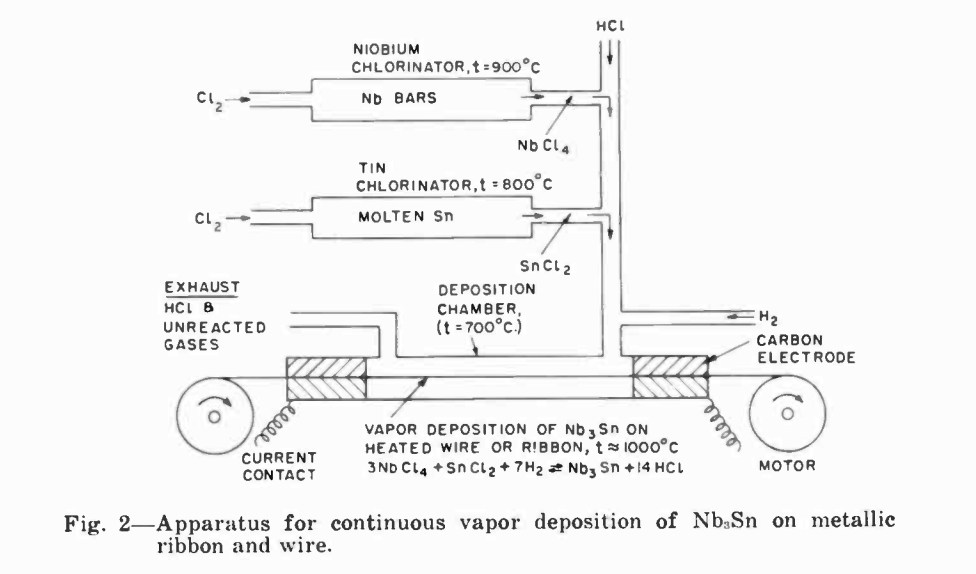 HCl
NIOBIUM
CHLORINATOR, t = 900°C
Cl₂
Nb BARS
NbCl₄
TIN
CHLORINATOR, t = 800°C
Cl₂
MOLTEN Sn
SnCl₂
EXHAUST
HCl &
UNREACTED
GASES
DEPOSITION
CHAMBER,
(t = 700°C.)
H₂
CARBON
ELECTRODE
VAPOR DEPOSITION OF Nb₃Sn ON
HEATED WIRE OR RIBBON, t ≈ 1000°C
3NbCl₄ + SnCl₂ + 7H₂ ⇌ Nb₃Sn + 14 HCl
CURRENT
CONTACT
MOTOR
Fig. 2—Apparatus for continuous vapor deposition of Nb₃Sn on metallic
ribbon and wire.